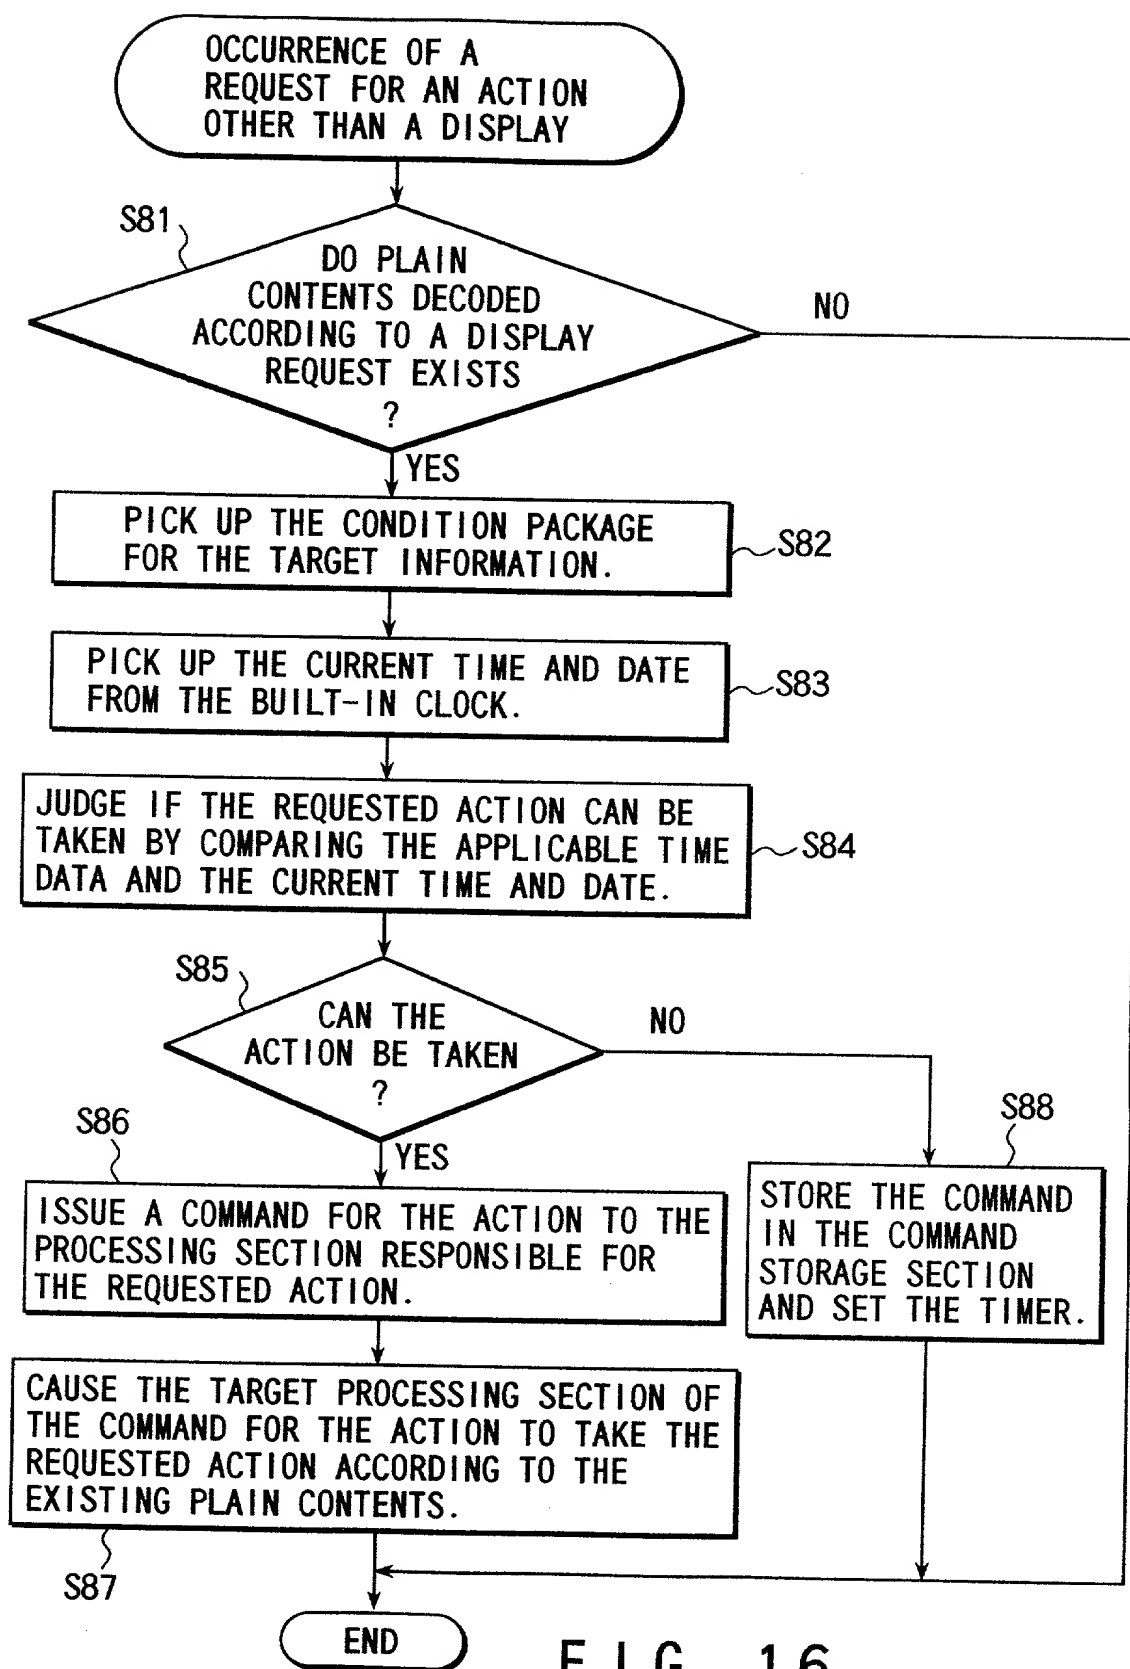 OCCURRENCE OF A
REQUEST FOR AN ACTION
OTHER THAN A DISPLAY
S81
DO PLAIN
CONTENTS DECODED
ACCORDING TO A DISPLAY
REQUEST EXISTS
?
NO
YES
PICK UP THE CONDITION PACKAGE
FOR THE TARGET INFORMATION.
S82
PICK UP THE CURRENT TIME AND DATE
FROM THE BUILT-IN CLOCK.
S83
JUDGE IF THE REQUESTED ACTION CAN BE
TAKEN BY COMPARING THE APPLICABLE TIME
DATA AND THE CURRENT TIME AND DATE.
S84
S85
CAN THE
ACTION BE TAKEN
?
NO
YES
S86
ISSUE A COMMAND FOR THE ACTION TO THE
PROCESSING SECTION RESPONSIBLE FOR
THE REQUESTED ACTION.
S88
STORE THE COMMAND
IN THE COMMAND
STORAGE SECTION
AND SET THE TIMER.
CAUSE THE TARGET PROCESSING SECTION OF
THE COMMAND FOR THE ACTION TO TAKE THE
REQUESTED ACTION ACCORDING TO THE
EXISTING PLAIN CONTENTS.
S87
END
FIG. 16